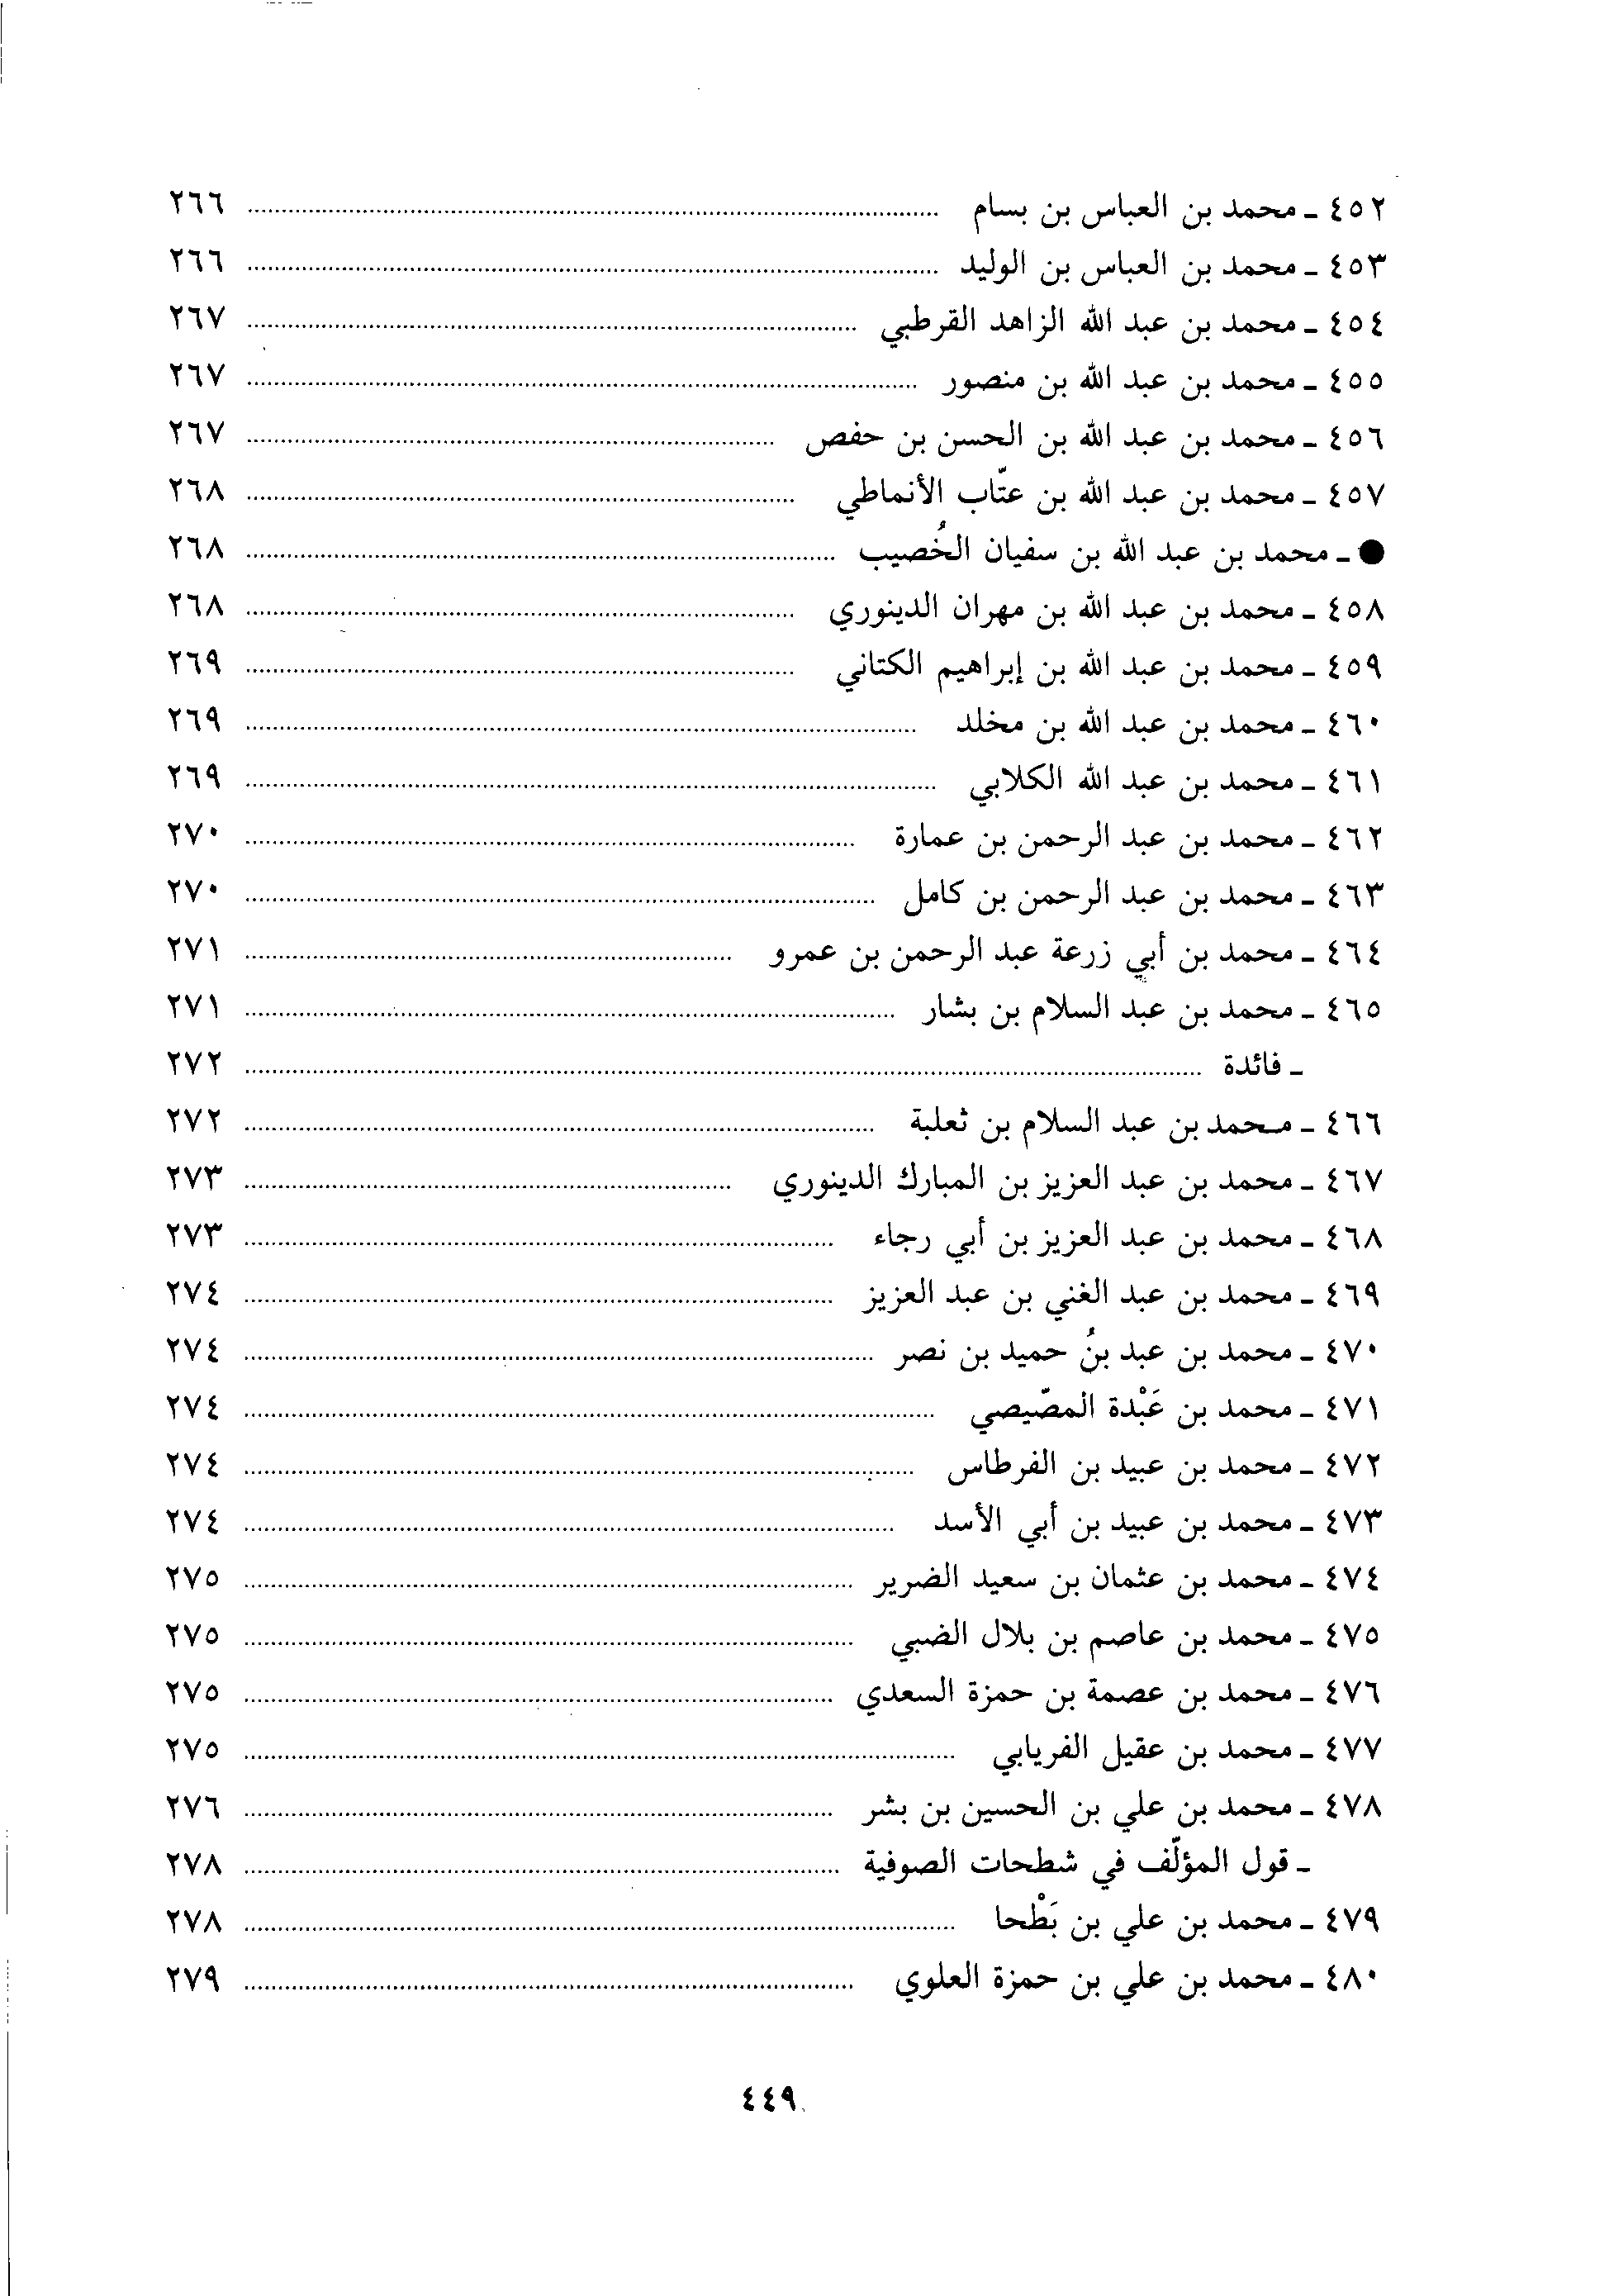 ٤٥٢ - محمد بن العباس بن بسام ........ ٢٦٦
٤٥٣ - محمد بن العباس بن الوليد ........ ٢٦٦
٤٥٤ - محمد بن عبد الله الزاهد القرطبي ........ ٢٦٧
٤٥٥ - محمد بن عبد الله بن منصور ........ ٢٦٧
٤٥٦ - محمد بن عبد الله بن الحسن بن حفص ........ ٢٦٧
٤٥٧ - محمد بن عبد الله بن عتّاب الأنماطي ........ ٢٦٨
● - محمد بن عبد الله بن سفيان الخُصيب ........ ٢٦٨
٤٥٨ - محمد بن عبد الله بن مهران الدينوري ........ ٢٦٨
٤٥٩ - محمد بن عبد الله بن إبراهيم الكتاني ........ ٢٦٩
٤٦٠ - محمد بن عبد الله بن مخلد ........ ٢٦٩
٤٦١ - محمد بن عبد الله الكلابي ........ ٢٦٩
٤٦٢ - محمد بن عبد الرحمن بن عمارة ........ ٢٧٠
٤٦٣ - محمد بن عبد الرحمن بن كامل ........ ٢٧٠
٤٦٤ - محمد بن أبي زرعة عبد الرحمن بن عمرو ........ ٢٧١
٤٦٥ - محمد بن عبد السلام بن بشار ........ ٢٧١
- فائدة ........ ٢٧٢
٤٦٦ - محمد بن عبد السلام بن ثعلبة ........ ٢٧٢
٤٦٧ - محمد بن عبد العزيز بن المبارك الدينوري ........ ٢٧٣
٤٦٨ - محمد بن عبد العزيز بن أبي رجاء ........ ٢٧٣
٤٦٩ - محمد بن عبد الغني بن عبد العزيز ........ ٢٧٤
٤٧٠ - محمد بن عبد بنُ حميد بن نصر ........ ٢٧٤
٤٧١ - محمد بن عَبْدة المصّيصي ........ ٢٧٤
٤٧٢ - محمد بن عبيد بن الفرطاس ........ ٢٧٤
٤٧٣ - محمد بن عبيد بن أبي الأسد ........ ٢٧٤
٤٧٤ - محمد بن عثمان بن سعيد الضرير ........ ٢٧٥
٤٧٥ - محمد بن عاصم بن بلال الضبي ........ ٢٧٥
٤٧٦ - محمد بن عصمة بن حمزة السعدي ........ ٢٧٥
٤٧٧ - محمد بن عقيل الفريابي ........ ٢٧٥
٤٧٨ - محمد بن علي بن الحسين بن بشر ........ ٢٧٦
- قول المؤلّف في شطحات الصوفية ........ ٢٧٨
٤٧٩ - محمد بن علي بن بَطْحا ........ ٢٧٨
٤٨٠ - محمد بن علي بن حمزة العلوي ........ ٢٧٩
٤٤٩